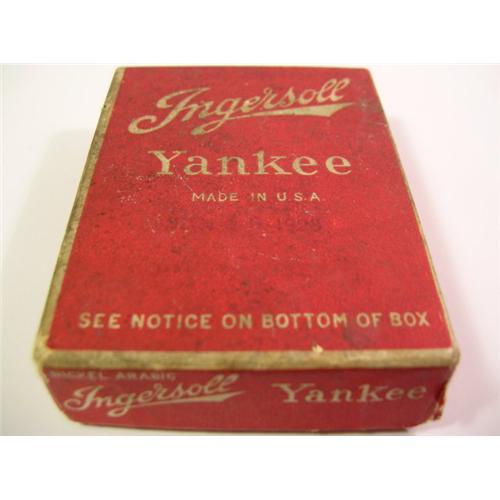 Ingersoll
Yankee
MADE IN U.S.A.
SEE NOTICE ON BOTTOM OF BOX
NICKEL ARABIC
Ingersoll Yankee